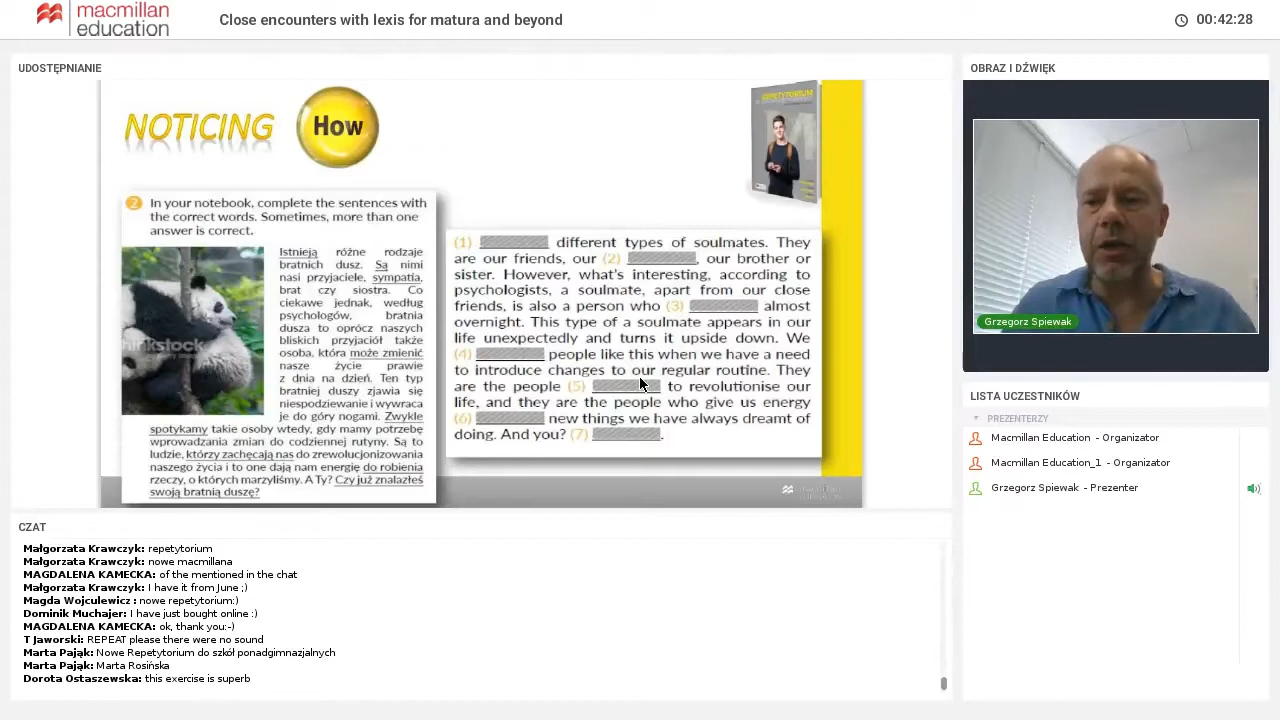 macmillan
education
Close encounters with lexis for matura and beyond
00:42:28
UDOSTĘPNIANIE
NOTICING
How
REPETYTORIUM
2 In your notebook, complete the sentences with
the correct words. Sometimes, more than one
answer is correct.
Istnieją różne rodzaje
bratnich dusz. Są nimi
nasi przyjaciele, sympatia,
brat czy siostra. Co
ciekawe jednak, według
psychologów, bratnia
dusza to oprócz naszych
bliskich przyjaciół także
osoba, która może zmienić
nasze życie prawie
z dnia na dzień. Ten typ
bratniej duszy zjawia się
niespodziewanie i wywraca
je do góry nogami. Zwykle
spotykamy takie osoby wtedy, gdy mamy potrzebę
wprowadzania zmian do codziennej rutyny. Są to
ludzie, którzy zachęcają nas do zrewolucjonizowania
naszego życia i to one dają nam energię do robienia
rzeczy, o których marzyliśmy. A Ty? Czy już znalazłeś
swoją bratnią duszę?
thinkstock
(1) different types of soulmates. They
are our friends, our (2) , our brother or
sister. However, what's interesting, according to
psychologists, a soulmate, apart from our close
friends, is also a person who (3) almost
overnight. This type of a soulmate appears in our
life unexpectedly and turns it upside down. We
(4) people like this when we have a need
to introduce changes to our regular routine. They
are the people (5) to revolutionise our
life, and they are the people who give us energy
(6) new things we have always dreamt of
doing. And you? (7) .
CZAT
Małgorzata Krawczyk: repetytorium
Małgorzata Krawczyk: nowe macmillana
MAGDALENA KAMECKA: of the mentioned in the chat
Małgorzata Krawczyk: I have it from June ;)
Magda Wojculewicz : nowe repetytorium:)
Dominik Muchajer: I have just bought online :)
MAGDALENA KAMECKA: ok, thank you:-)
T Jaworski: REPEAT please there were no sound
Marta Pająk: Nowe Repetytorium do szkół ponadgimnazjalnych
Marta Pająk: Marta Rosińska
Dorota Ostaszewska: this exercise is superb
OBRAZ I DŹWIĘK
Grzegorz Spiewak
LISTA UCZESTNIKÓW
PREZENTERZY
Macmillan Education - Organizator
Macmillan Education_1 - Organizator
Grzegorz Spiewak - Prezenter